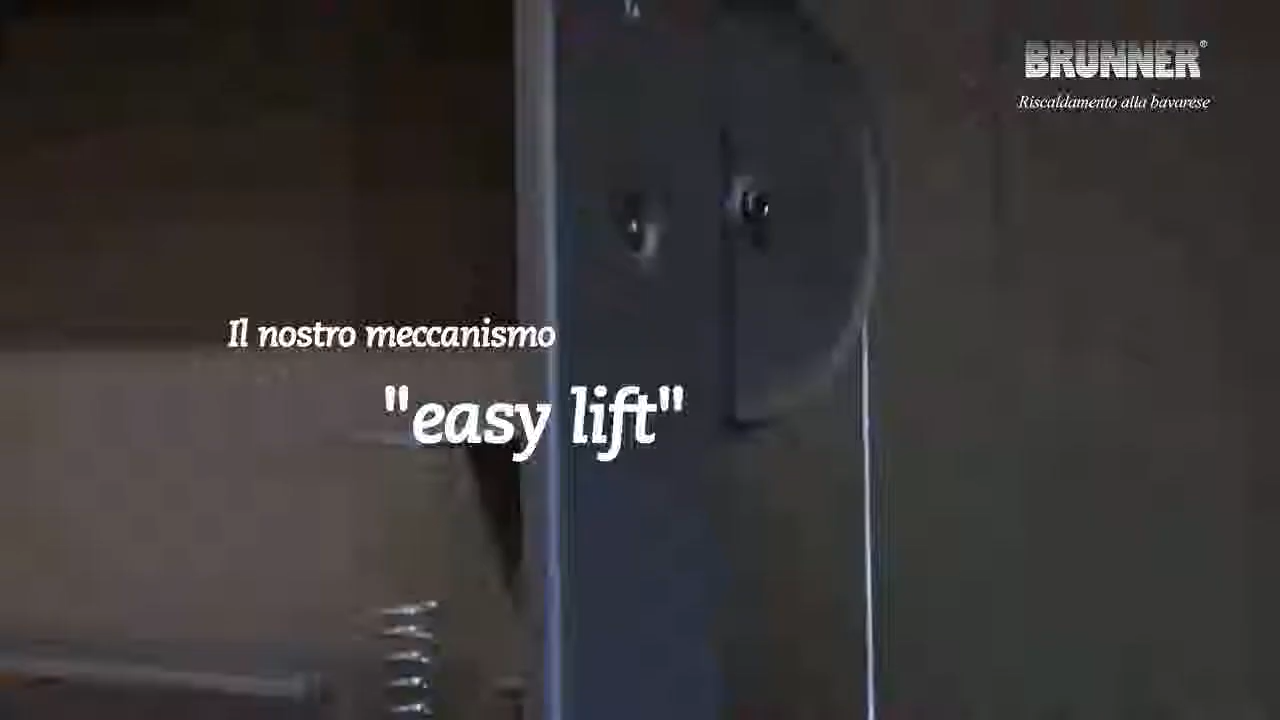 BRUNNER®
Riscaldamento alla bavarese
Il nostro meccanismo
"easy lift"